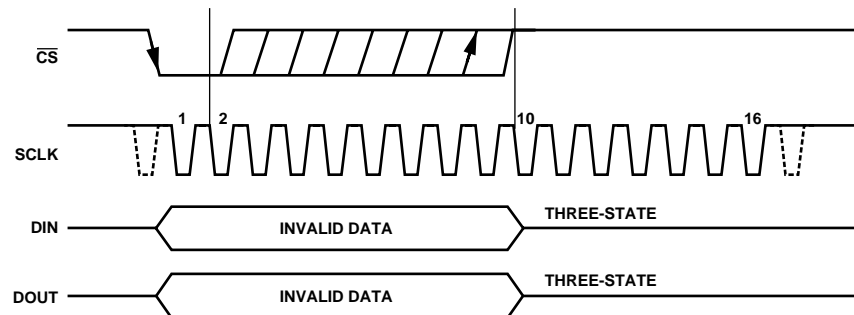 CS
1 2 10 16
SCLK
THREE-STATE
DIN INVALID DATA
THREE-STATE
DOUT INVALID DATA